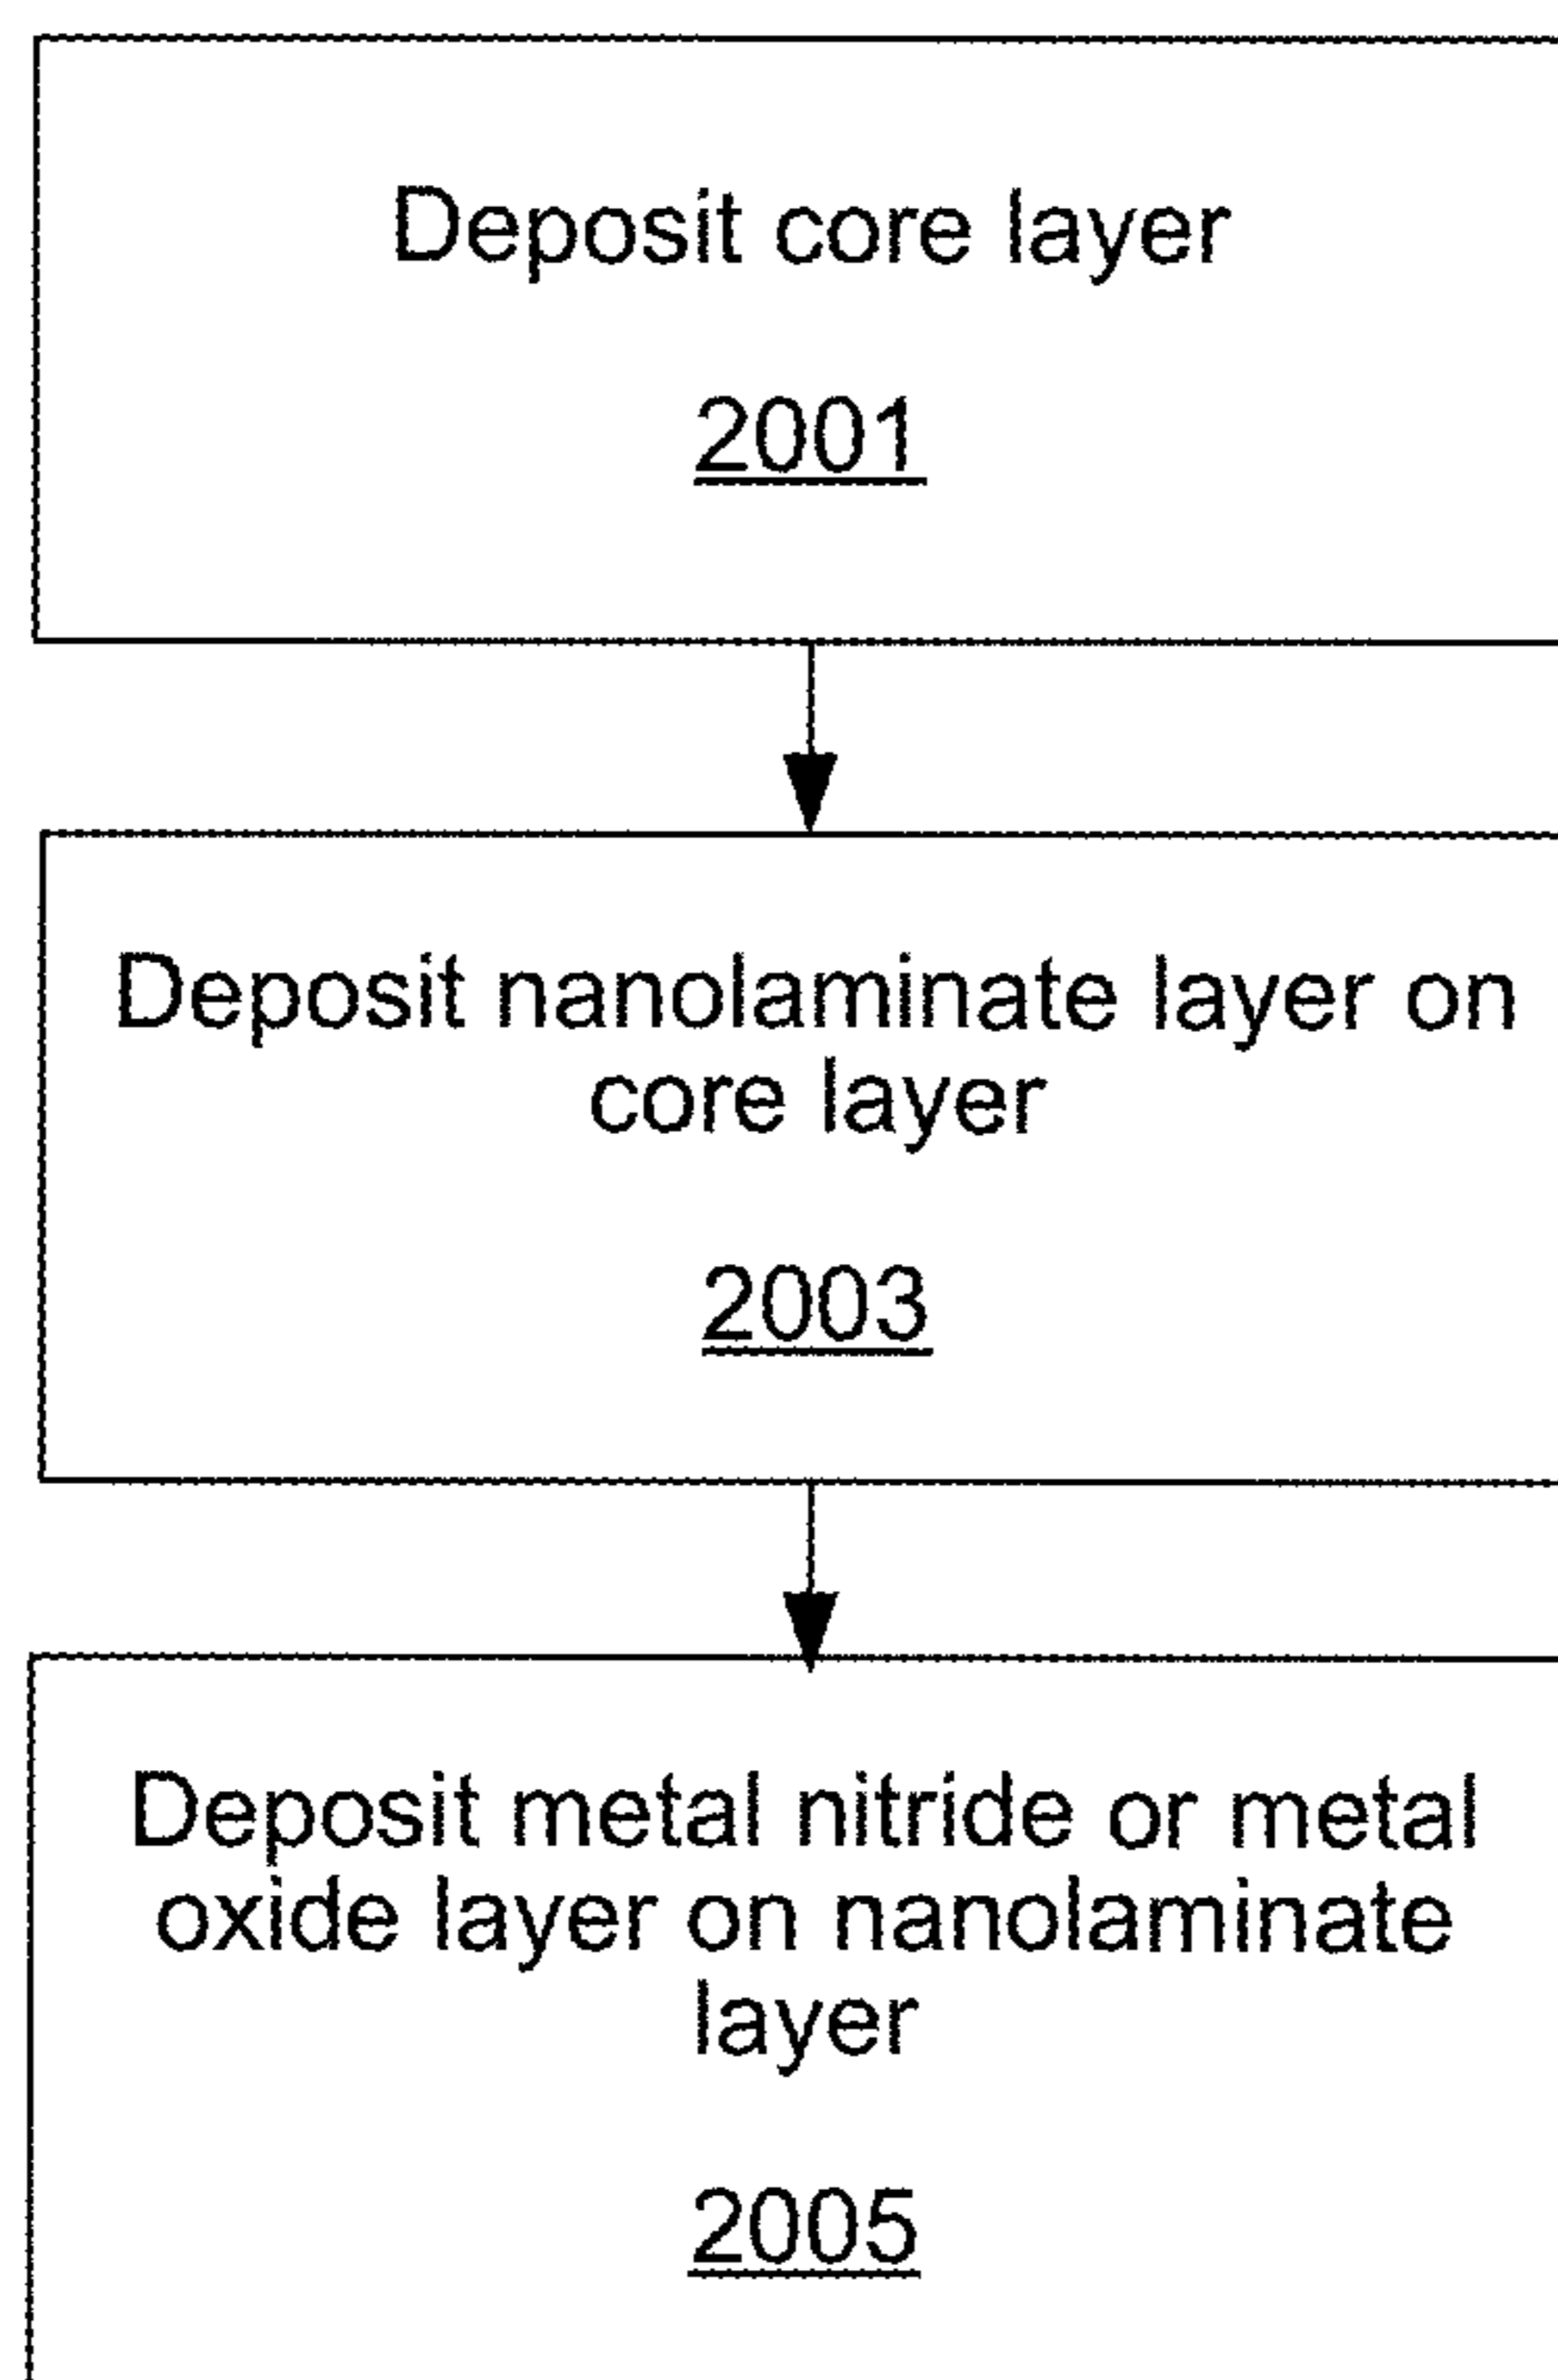 Deposit core layer
2001
Deposit nanolaminate layer on
core layer
2003
Deposit metal nitride or metal
oxide layer on nanolaminate
layer
2005